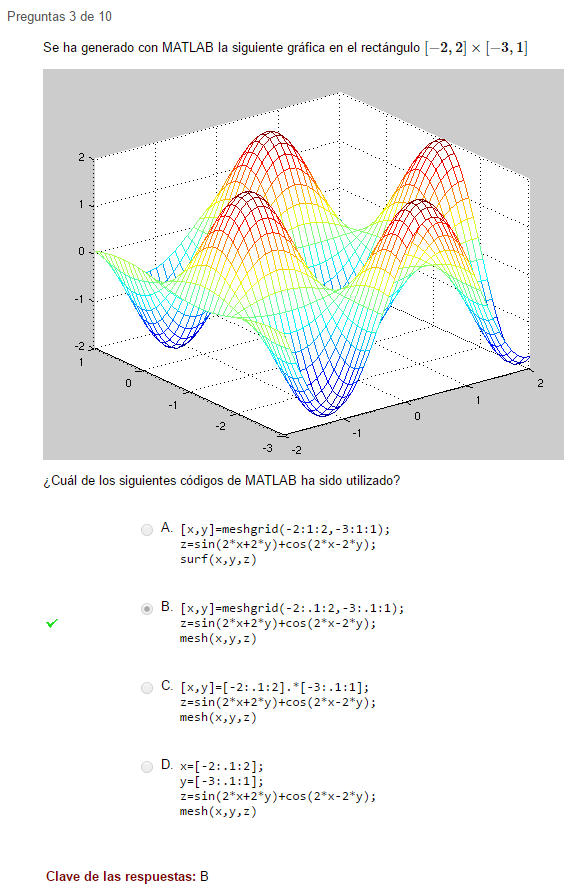 Preguntas 3 de 10
Se ha generado con MATLAB la siguiente gráfica en el rectángulo [−2, 2] × [−3, 1]
2
1
0
-1
-2
1
0
-1
-2
-3
-2
-1
0
1
2
¿Cuál de los siguientes códigos de MATLAB ha sido utilizado?
A. [x,y]=meshgrid(-2:1:2,-3:1:1);
z=sin(2*x+2*y)+cos(2*x-2*y);
surf(x,y,z)
B. [x,y]=meshgrid(-2:.1:2,-3:.1:1);
z=sin(2*x+2*y)+cos(2*x-2*y);
mesh(x,y,z)
C. [x,y]=[-2:.1:2].*[-3:.1:1];
z=sin(2*x+2*y)+cos(2*x-2*y);
mesh(x,y,z)
D. x=[-2:.1:2];
y=[-3:.1:1];
z=sin(2*x+2*y)+cos(2*x-2*y);
mesh(x,y,z)
Clave de las respuestas: B